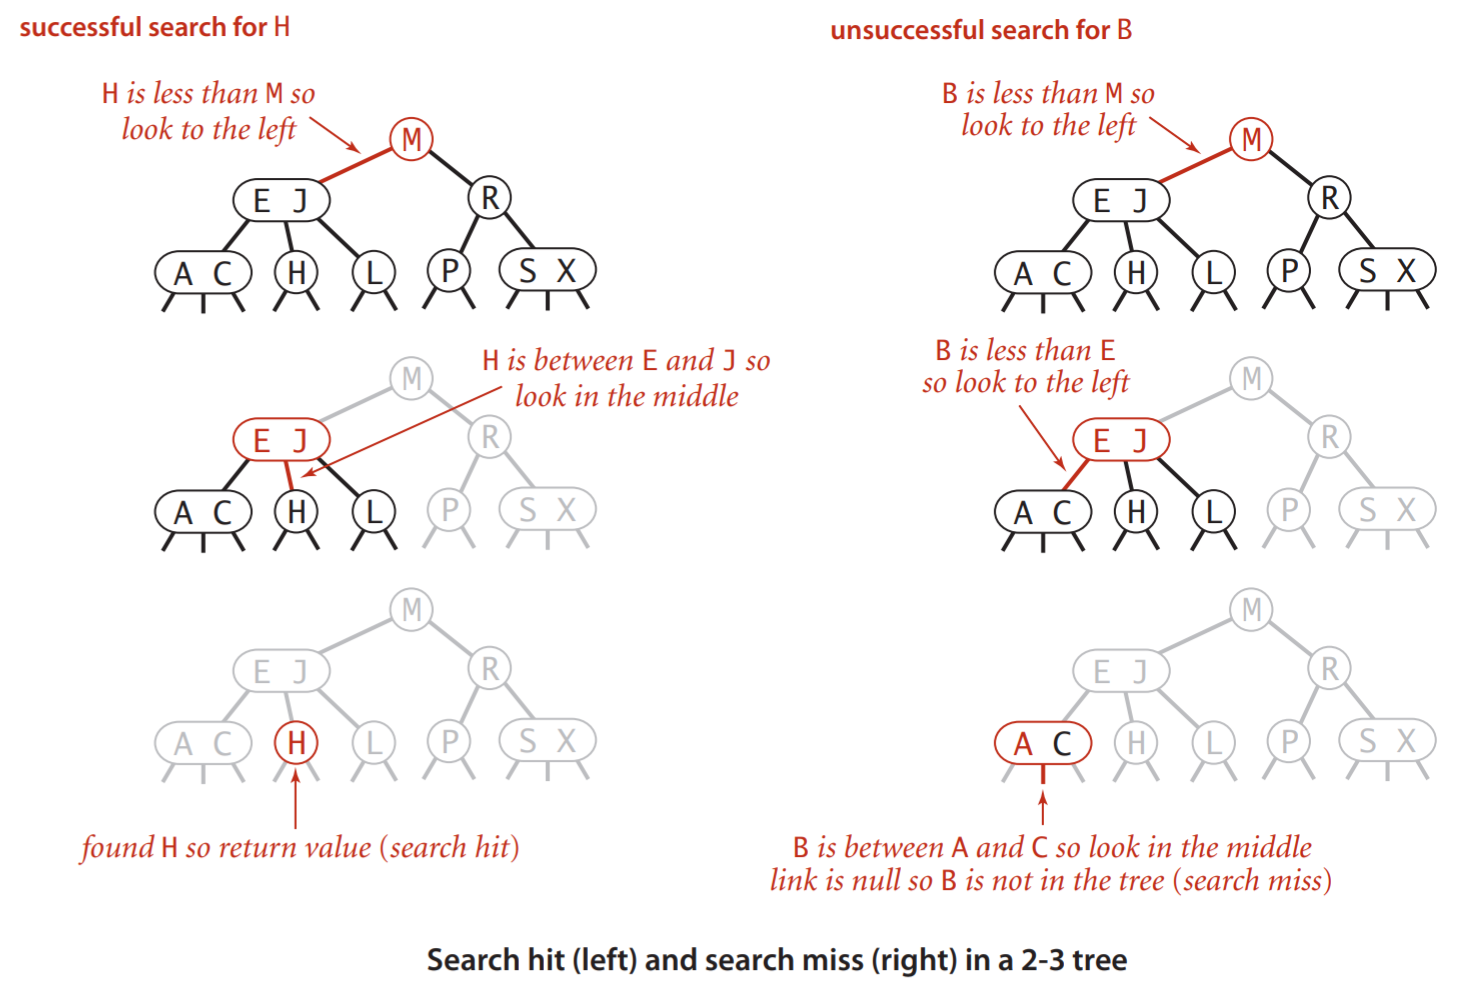 successful search for H
H is less than M so
look to the left
M
E J
R
A C
H
L
P
S X
H is between E and J so
look in the middle
M
E J
R
A C
H
L
P
S X
M
E J
R
A C
H
L
P
S X
found H so return value (search hit)
unsuccessful search for B
B is less than M so
look to the left
M
E J
R
A C
H
L
P
S X
B is less than E
so look to the left
M
E J
R
A C
H
L
P
S X
M
E J
R
A C
H
L
P
S X
B is between A and C so look in the middle
link is null so B is not in the tree (search miss)
Search hit (left) and search miss (right) in a 2-3 tree